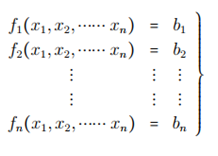 f₁(x₁, x₂, ⋯⋯ xₙ) = b₁
f₂(x₁, x₂, ⋯⋯ xₙ) = b₂
⋮ ⋮ ⋮
⋮ ⋮ ⋮
fₙ(x₁, x₂, ⋯⋯ xₙ) = bₙ
}